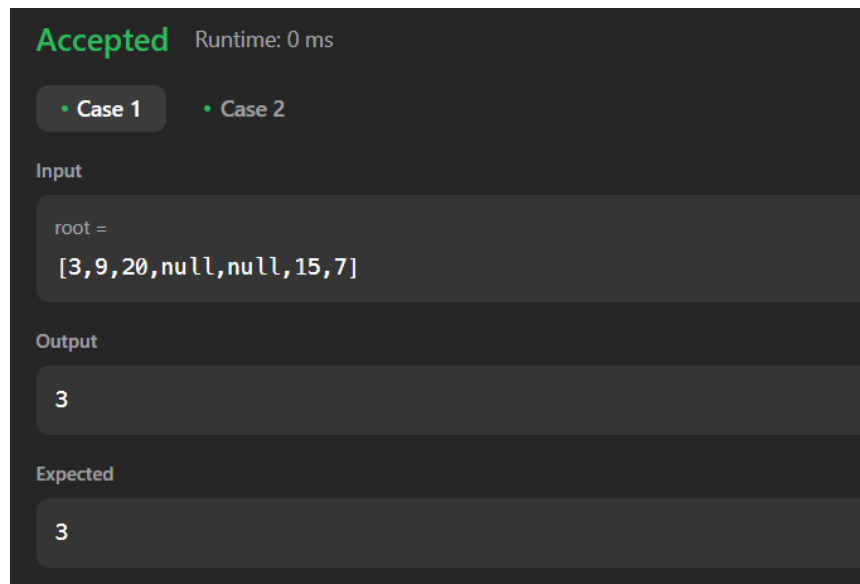 Accepted Runtime: 0 ms
• Case 1 • Case 2
Input
root =
[3,9,20,null,null,15,7]
Output
3
Expected
3